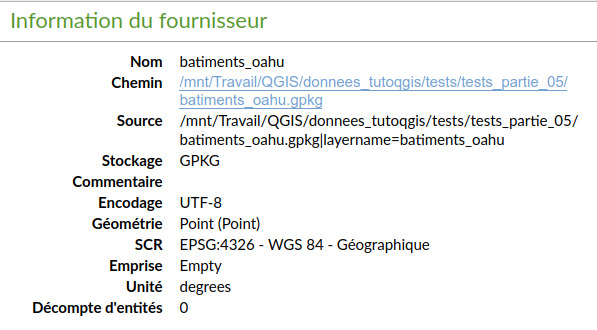 Information du fournisseur
Nom batiments_oahu
Chemin /mnt/Travail/QGIS/donnees_tutoqgis/tests/tests_partie_05/
batiments_oahu.gpkg
Source /mnt/Travail/QGIS/donnees_tutoqgis/tests/tests_partie_05/
batiments_oahu.gpkg|layername=batiments_oahu
Stockage GPKG
Commentaire
Encodage UTF-8
Géométrie Point (Point)
SCR EPSG:4326 - WGS 84 - Géographique
Emprise Empty
Unité degrees
Décompte d'entités 0